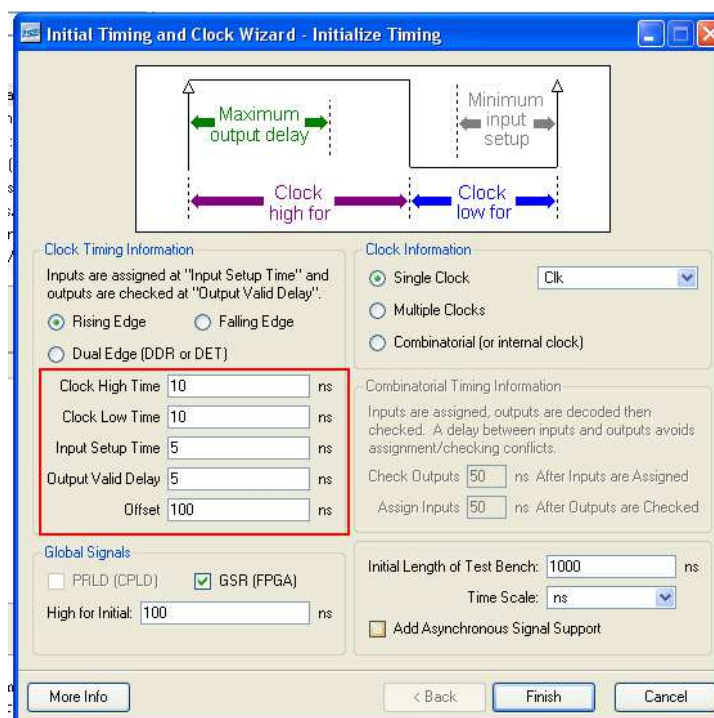 ISE Initial Timing and Clock Wizard - Initialize Timing
Maximum output delay
Minimum input setup
Clock high for
Clock low for
Clock Timing Information
Inputs are assigned at "Input Setup Time" and
outputs are checked at "Output Valid Delay".
Rising Edge
Falling Edge
Dual Edge (DDR or DET)
Clock High Time 10 ns
Clock Low Time 10 ns
Input Setup Time 5 ns
Output Valid Delay 5 ns
Offset 100 ns
Global Signals
PRLD (CPLD)
GSR (FPGA)
High for Initial: 100 ns
Clock Information
Single Clock
Clk
Multiple Clocks
Combinatorial (or internal clock)
Combinatorial Timing Information
Inputs are assigned, outputs are decoded then
checked. A delay between inputs and outputs avoids
assignment/checking conflicts.
Check Outputs 50 ns After Inputs are Assigned
Assign Inputs 50 ns After Outputs are Checked
Initial Length of Test Bench: 1000 ns
Time Scale: ns
Add Asynchronous Signal Support
More Info
< Back
Finish
Cancel